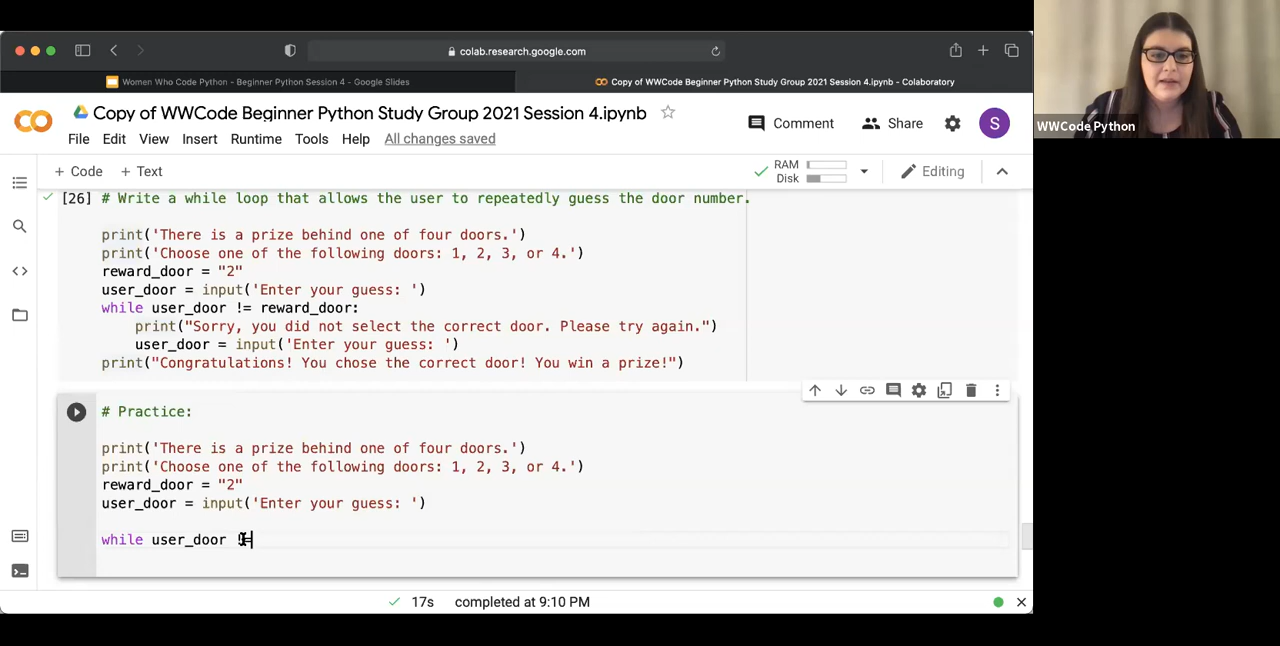 colab.research.google.com
Women Who Code Python - Beginner Python Session 4 - Google Slides
Copy of WWCode Beginner Python Study Group 2021 Session 4.ipynb - Colaboratory
Copy of WWCode Beginner Python Study Group 2021 Session 4.ipynb
Comment
Share
S
WWCode Python
File Edit View Insert Runtime Tools Help All changes saved
+ Code + Text
RAM
Disk
Editing
[26] # Write a while loop that allows the user to repeatedly guess the door number.
print('There is a prize behind one of four doors.')
print('Choose one of the following doors: 1, 2, 3, or 4.')
reward_door = "2"
user_door = input('Enter your guess: ')
while user_door != reward_door:
print("Sorry, you did not select the correct door. Please try again.")
user_door = input('Enter your guess: ')
print("Congratulations! You chose the correct door! You win a prize!")
# Practice:
print('There is a prize behind one of four doors.')
print('Choose one of the following doors: 1, 2, 3, or 4.')
reward_door = "2"
user_door = input('Enter your guess: ')
while user_door !=
17s completed at 9:10 PM